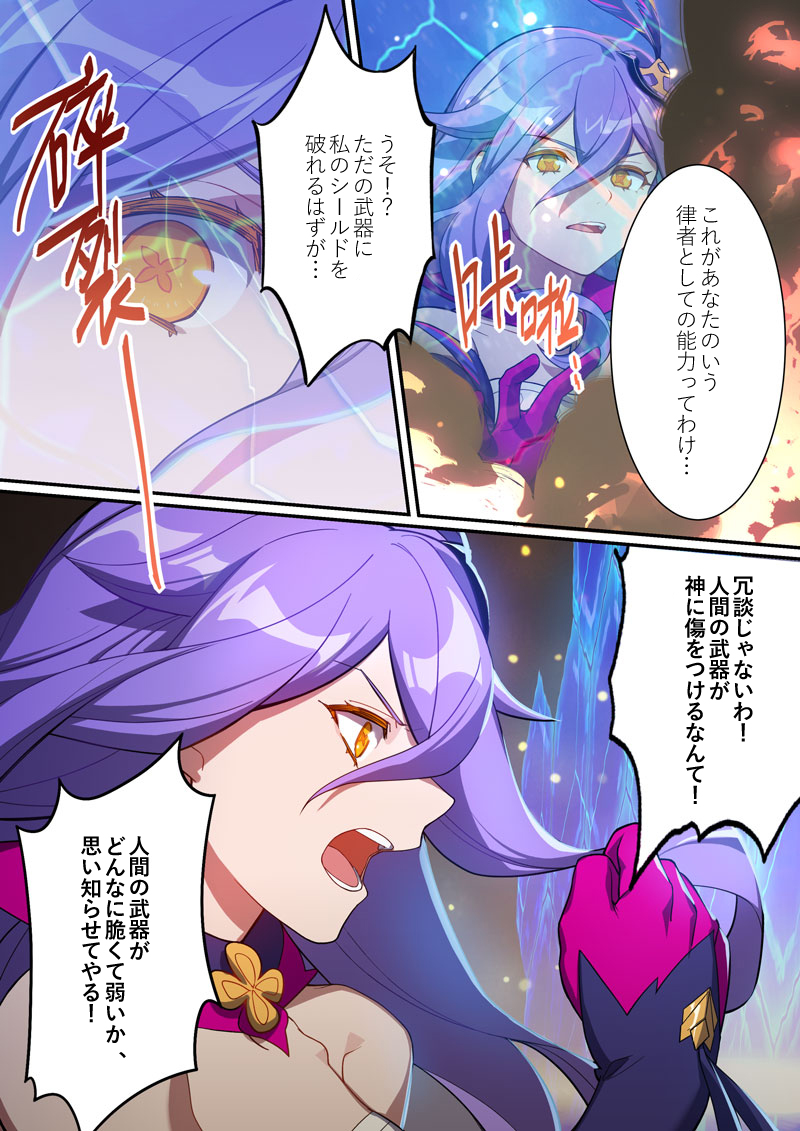 これがあなたのいう
律者としての能力ってわけ…
咔啦…
うそ!?
ただの武器に
私のシールドを
破れるはずが…
碎裂
冗談じゃないわ!
人間の武器が
神に傷をつけるなんて!
人間の武器が
どんなに脆くて弱いか、
思い知らせてやる!